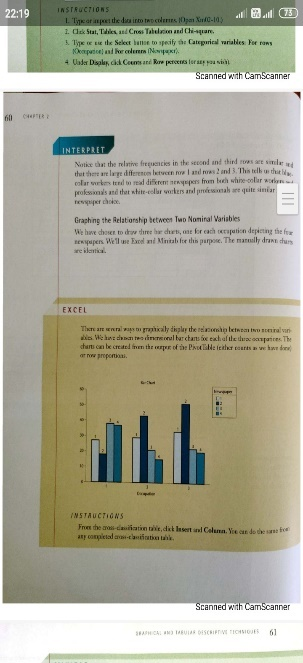 22:19
73
INSTRUCTIONS
1. Type or import the data into two columns. (Open Xm02-10.)
2. Click Stat, Tables, and Cross Tabulation and Chi-square.
3. Type or use the Select button to specify the Categorical variables: For rows
(Occupation) and For columns (Newspaper).
4. Under Display, click Counts and Row percents (or any you wish).
Scanned with CamScanner
60 CHAPTER 2
INTERPRET
Notice that the relative frequencies in the second and third rows are similar and
that there are large differences between row 1 and rows 2 and 3. This tells us that blue-
collar workers tend to read different newspapers from both white-collar workers
professionals and that white-collar workers and professionals are quite similar
newspaper choice.
Graphing the Relationship between Two Nominal Variables
We have chosen to draw three bar charts, one for each occupation depicting the four
newspapers. We'll use Excel and Minitab for this purpose. The manually drawn charts
are identical.
EXCEL
There are several ways to graphically display the relationship between two nominal vari-
ables. We have chosen two dimensional bar charts for each of the three occupations. The
charts can be created from the output of the PivotTable (either counts as we have done)
or row proportions.
Bar Chart
Newspaper
Occupation
INSTRUCTIONS
From the cross-classification table, click Insert and Column. You can do the same from
any completed cross-classification table.
Scanned with CamScanner
GRAPHICAL AND TABULAR DESCRIPTIVE TECHNIQUES 61